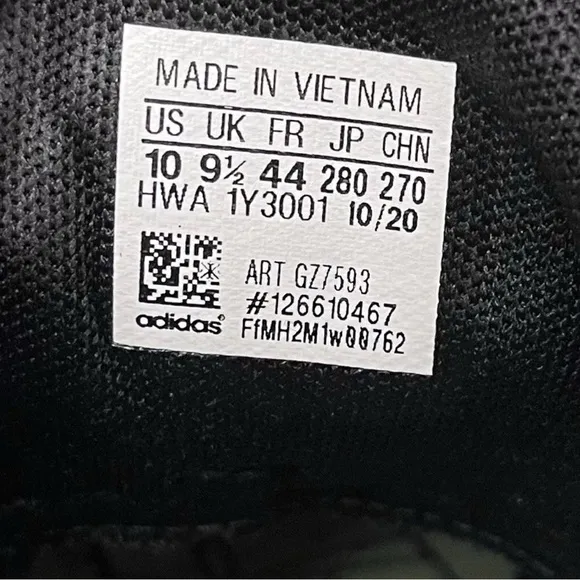 MADE IN VIETNAM
US UK FR JP CHN
10 9½ 44 280 270
HWA 1Y3001 10/20
ART GZ7593
#126610467
adidas® FfMH2M1w00762